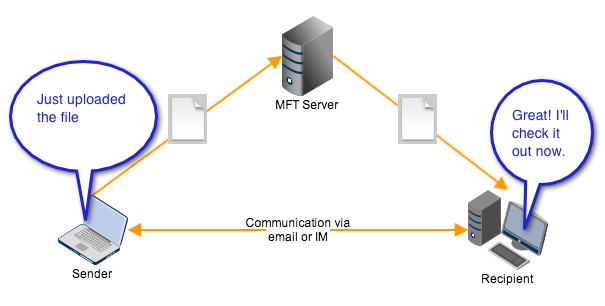 Just uploaded
the file
MFT Server
Great! I'll
check it
out now.
Communication via
email or IM
Sender
Recipient